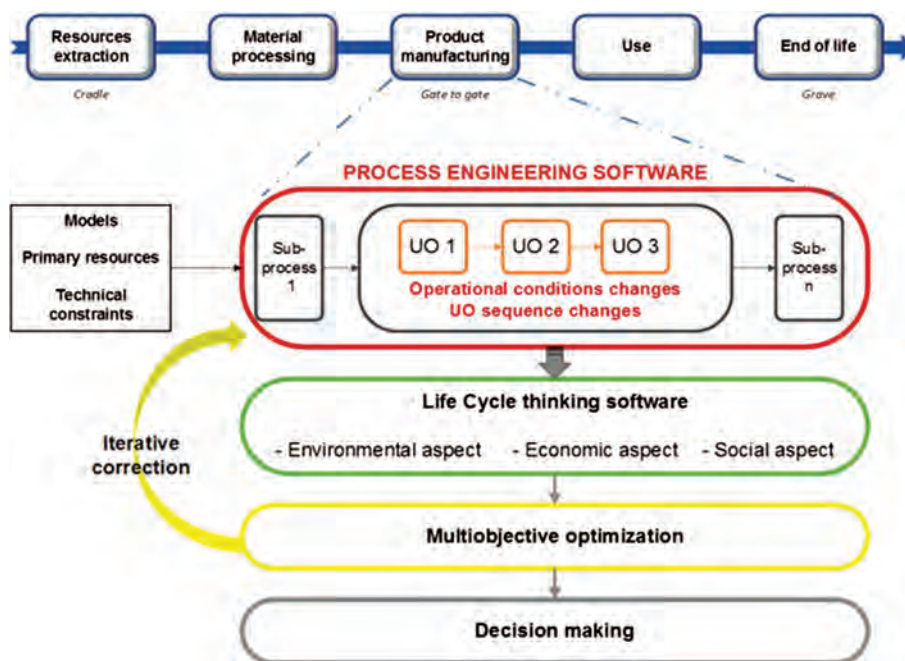 Resources
extraction
Material
processing
Product
manufacturing
Use
End of life
Cradle
Gate to gate
Grave
PROCESS ENGINEERING SOFTWARE
Models
Primary resources
Technical
constraints
Sub-
process
1
UO 1
UO 2
UO 3
Operational conditions changes
UO sequence changes
Sub-
process
n
Life Cycle thinking software
- Environmental aspect
- Economic aspect
- Social aspect
Iterative
correction
Multiobjective optimization
Decision making